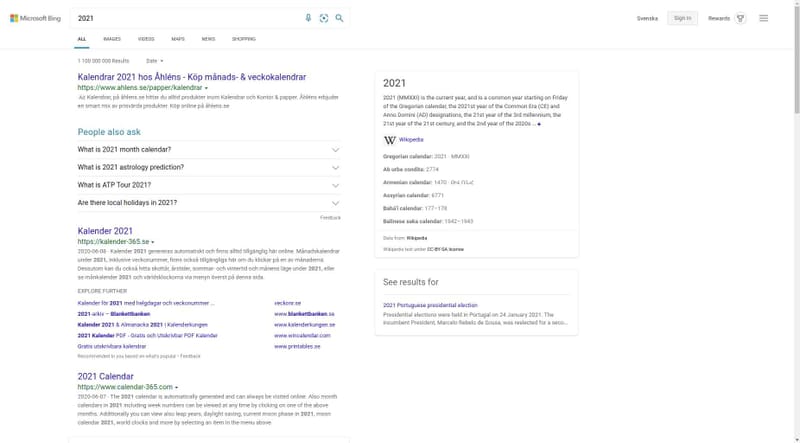 Microsoft Bing
2021
Svenska
Sign in
Rewards
ALL
IMAGES
VIDEOS
MAPS
NEWS
SHOPPING
1 100 000 000 Results
Date
Kalendrar 2021 hos Åhléns - Köp månads- & veckokalendrar
https://www.ahlens.se/papper/kalendrar
Kalendrar, på åhlens.se hittar du alltid produkter inom Kalendrar och Kontor & papper. Åhlens erbjuder
en smart mix av prisvärda produkter. Köp online på åhlens.se
People also ask
What is 2021 month calendar?
What is 2021 astrology prediction?
What is ATP Tour 2021?
Are there local holidays in 2021?
Feedback
Kalender 2021
https://kalender-365.se
2020-06-08 · Kalender 2021 genereras automatiskt och finns alltid tillgänglig här online. Månadskalendrar
under 2021, inklusive veckonummer, finns också tillgängliga här om du klickar på en av månaderna.
Dessutom kan du också hitta skottår, årstider, sommar- och vintertid och månens läge under 2021, eller
se månkalender 2021 och världsklockorna via menyn överst på denna sida.
EXPLORE FURTHER
Kalender för 2021 med helgdagar och veckonummer ...
veckonr.se
2021-arkiv – Blankettbanken
www.blankettbanken.se
Kalender 2021 & Almanacka 2021 | Kalenderkungen
www.kalenderkungen.se
2021 Kalender PDF - Gratis och Utskrivbar PDF Kalender
www.wincalendar.com
Gratis utskrivbara kalendrar
www.printables.se
Recommended to you based on what's popular • Feedback
2021 Calendar
https://www.calendar-365.com
2020-06-07 · The 2021 calendar is automatically generated and can always be visited online. Also month
calendars in 2021 including week numbers can be viewed at any time by clicking on one of the above
months. Additionally you can view also leap years, daylight saving, current moon phase in 2021, moon
calendar 2021, world clocks and more by selecting an item in the menu above.
2021
2021 (MMXXI) is the current year, and is a common year starting on Friday
of the Gregorian calendar, the 2021st year of the Common Era (CE) and
Anno Domini (AD) designations, the 21st year of the 3rd millennium, the
21st year of the 21st century, and the 2nd year of the 2020s ...
W Wikipedia
Gregorian calendar: 2021 · MMXXI
Ab urbe condita: 2774
Armenian calendar: 1470 ·
Assyrian calendar: 6771
Bahá'í calendar: 177–178
Balinese saka calendar: 1942–1943
Data from: Wikipedia
Wikipedia text under CC-BY-SA license
See results for
2021 Portuguese presidential election
Presidential elections were held in Portugal on 24 January 2021. The
incumbent President, Marcelo Rebelo de Sousa, was reelected for a seco...